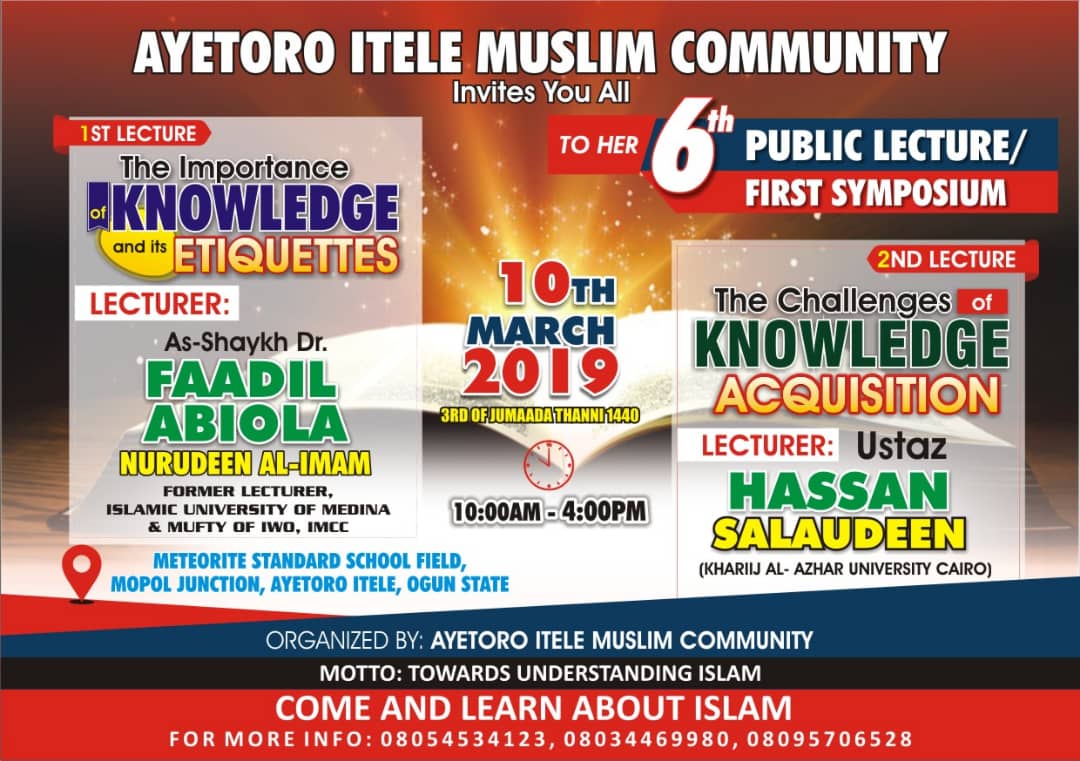 AYETORO ITELE MUSLIM COMMUNITY
Invites You All
TO HER 6th PUBLIC LECTURE/
FIRST SYMPOSIUM
1ST LECTURE
The Importance
of KNOWLEDGE
and its ETIQUETTES
LECTURER:
As-Shaykh Dr.
FAADIL
ABIOLA
NURUDEEN AL-IMAM
FORMER LECTURER,
ISLAMIC UNIVERSITY OF MEDINA
& MUFTY OF IWO, IMCC
10TH
MARCH
2019
3RD OF JUMAADA THANNI 1440
10:00AM - 4:00PM
2ND LECTURE
The Challenges of
KNOWLEDGE
ACQUISITION
LECTURER: Ustaz
HASSAN
SALAUDEEN
(KHARIIJ AL- AZHAR UNIVERSITY CAIRO)
METEORITE STANDARD SCHOOL FIELD,
MOPOL JUNCTION, AYETORO ITELE, OGUN STATE
ORGANIZED BY: AYETORO ITELE MUSLIM COMMUNITY
MOTTO: TOWARDS UNDERSTANDING ISLAM
COME AND LEARN ABOUT ISLAM
FOR MORE INFO: 08054534123, 08034469980, 08095706528